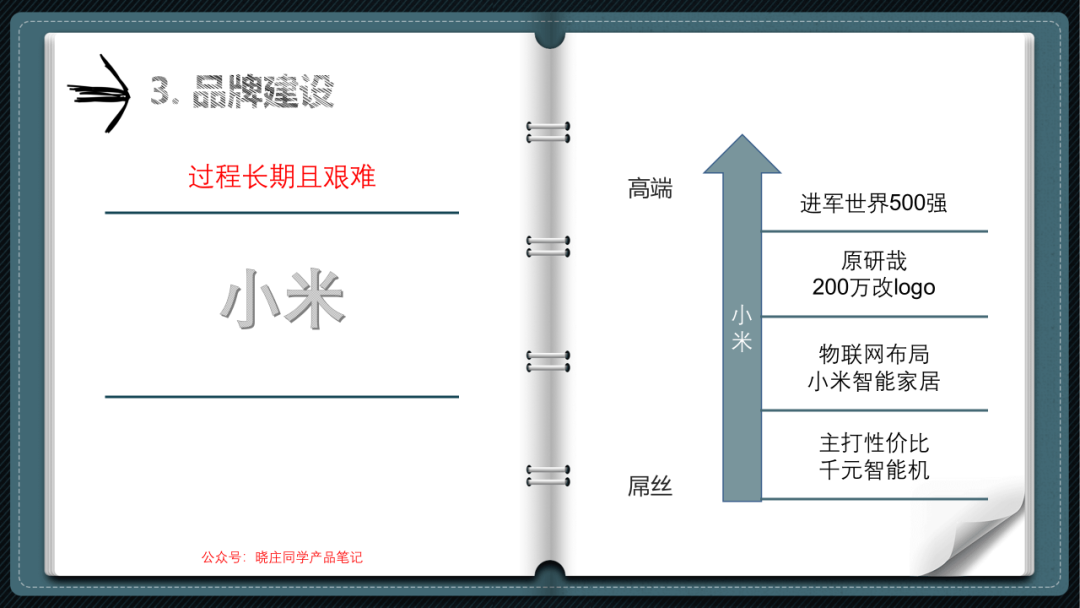 3. 品牌建设
过程长期且艰难
小米
公众号：晓庄同学产品笔记
高端
屌丝
小
米
进军世界500强
原研哉
200万改logo
物联网布局
小米智能家居
主打性价比
千元智能机